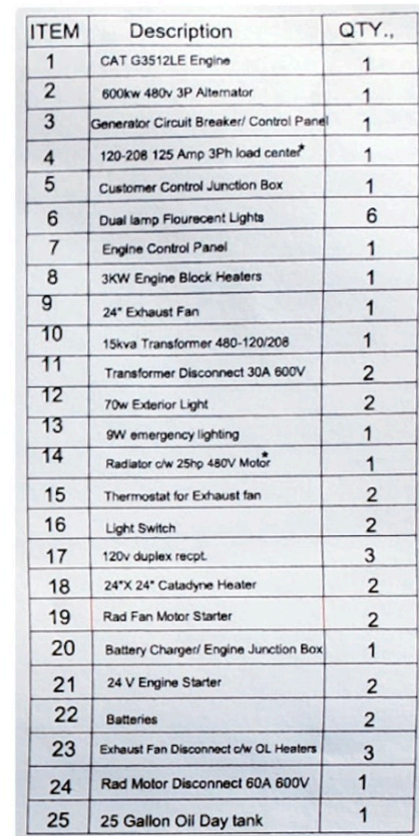 ITEM Description QTY.,
1 CAT G3512LE Engine 1
2 600kw 480v 3P Alternator 1
3 Generator Circuit Breaker/ Control Panel 1
4 120-208 125 Amp 3Ph load center* 1
5 Customer Control Junction Box 1
6 Dual lamp Flourecent Lights 6
7 Engine Control Panel 1
8 3KW Engine Block Heaters 1
9 24" Exhaust Fan 1
10 15kva Transformer 480-120/208 1
11 Transformer Disconnect 30A 600V 2
12 70w Exterior Light 2
13 9W emergency lighting 1
14 Radiator c/w 25hp 480V Motor* 1
15 Thermostat for Exhaust fan 2
16 Light Switch 2
17 120v duplex recpt. 3
18 24"X 24" Catadyne Heater 2
19 Rad Fan Motor Starter 2
20 Battery Charger/ Engine Junction Box 1
21 24 V Engine Starter 2
22 Batteries 2
23 Exhaust Fan Disconnect c/w OL Heaters 3
24 Rad Motor Disconnect 60A 600V 1
25 25 Gallon Oil Day tank 1